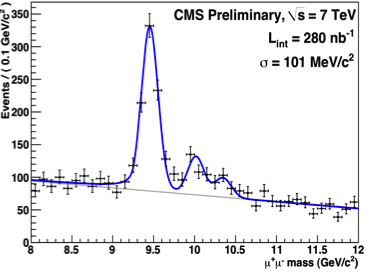 CMS Preliminary, √s = 7 TeV
L_int = 280 nb⁻¹
σ = 101 MeV/c²
Events / ( 0.1 GeV/c² )
350
300
250
200
150
100
50
0
8 8.5 9 9.5 10 10.5 11 11.5 12
μ⁺μ⁻ mass (GeV/c²)